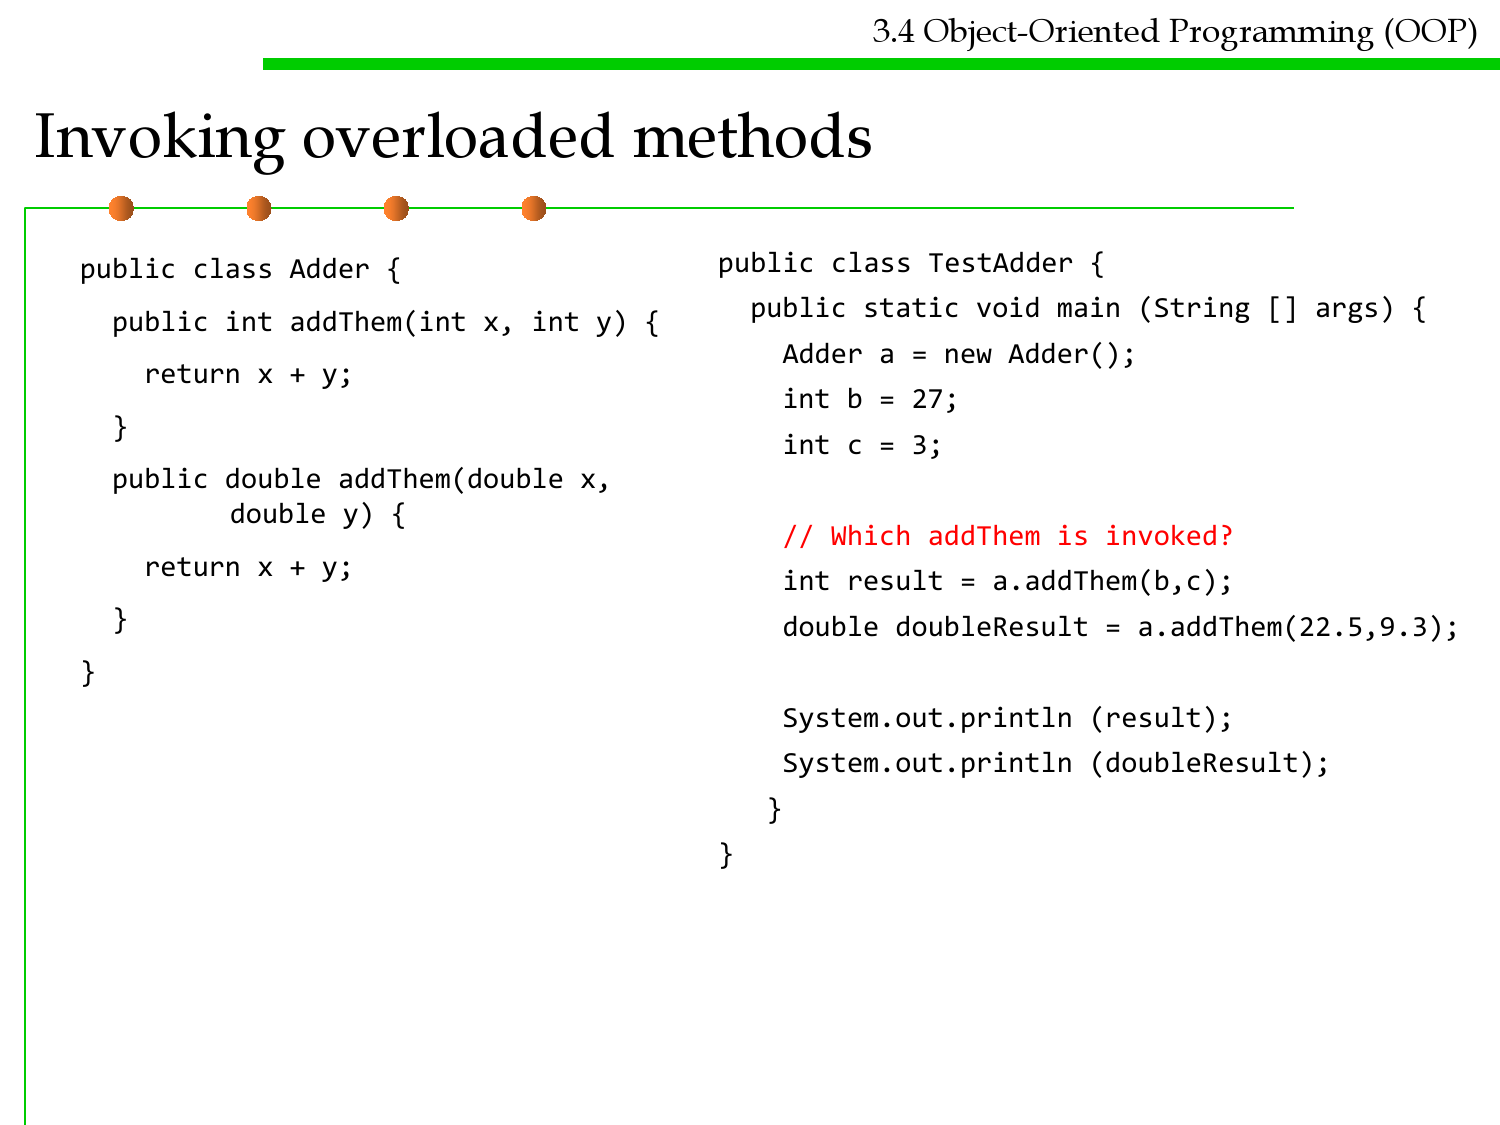 3.4 Object-Oriented Programming (OOP)
Invoking overloaded methods
public class Adder {
public int addThem(int x, int y) {
return x + y;
}
public double addThem(double x,
double y) {
return x + y;
}
}
public class TestAdder {
public static void main (String [] args) {
Adder a = new Adder();
int b = 27;
int c = 3;
// Which addThem is invoked?
int result = a.addThem(b,c);
double doubleResult = a.addThem(22.5,9.3);
System.out.println (result);
System.out.println (doubleResult);
}
}